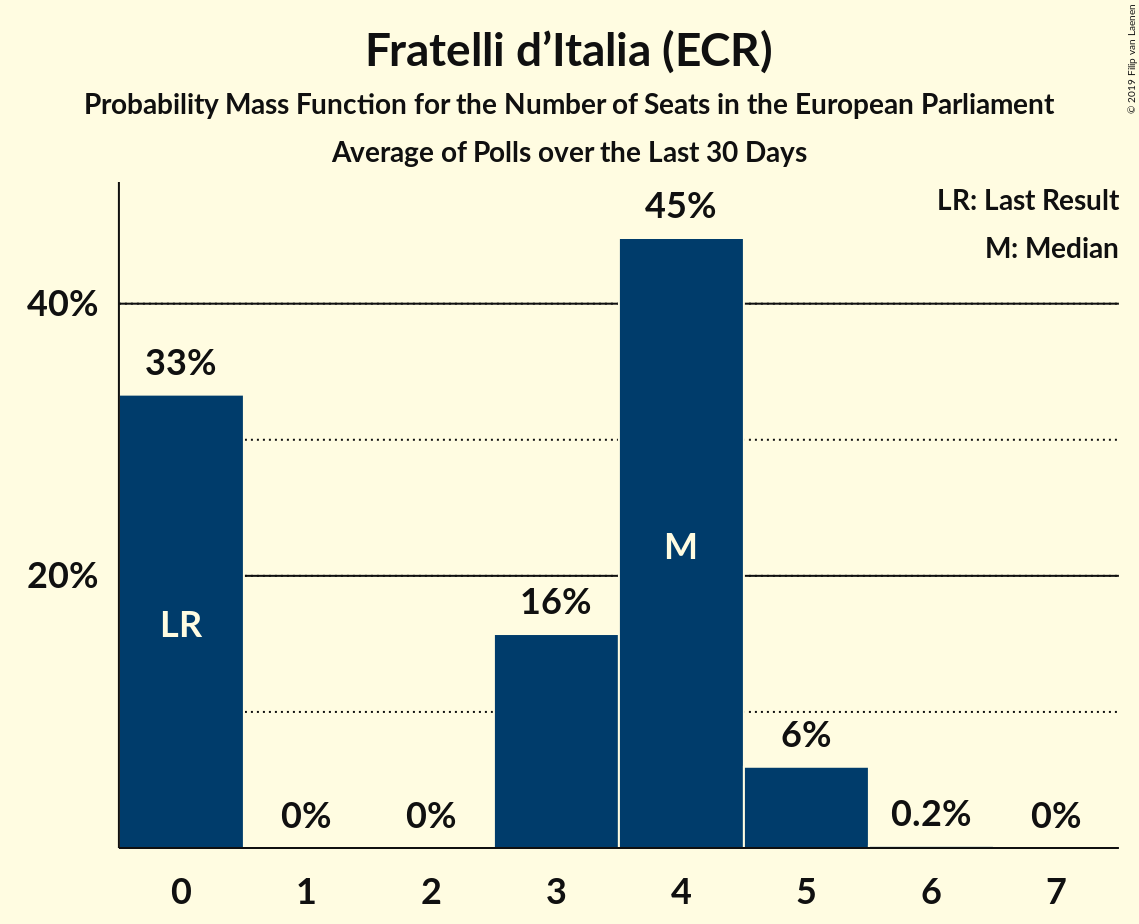 Fratelli d’Italia (ECR)
Probability Mass Function for the Number of Seats in the European Parliament
Average of Polls over the Last 30 Days
© 2019 Filip van Laenen
LR: Last Result
M: Median
45%
40%
33%
M
20%
16%
LR
6%
0% 0% 0.2% 0%
0 1 2 3 4 5 6 7